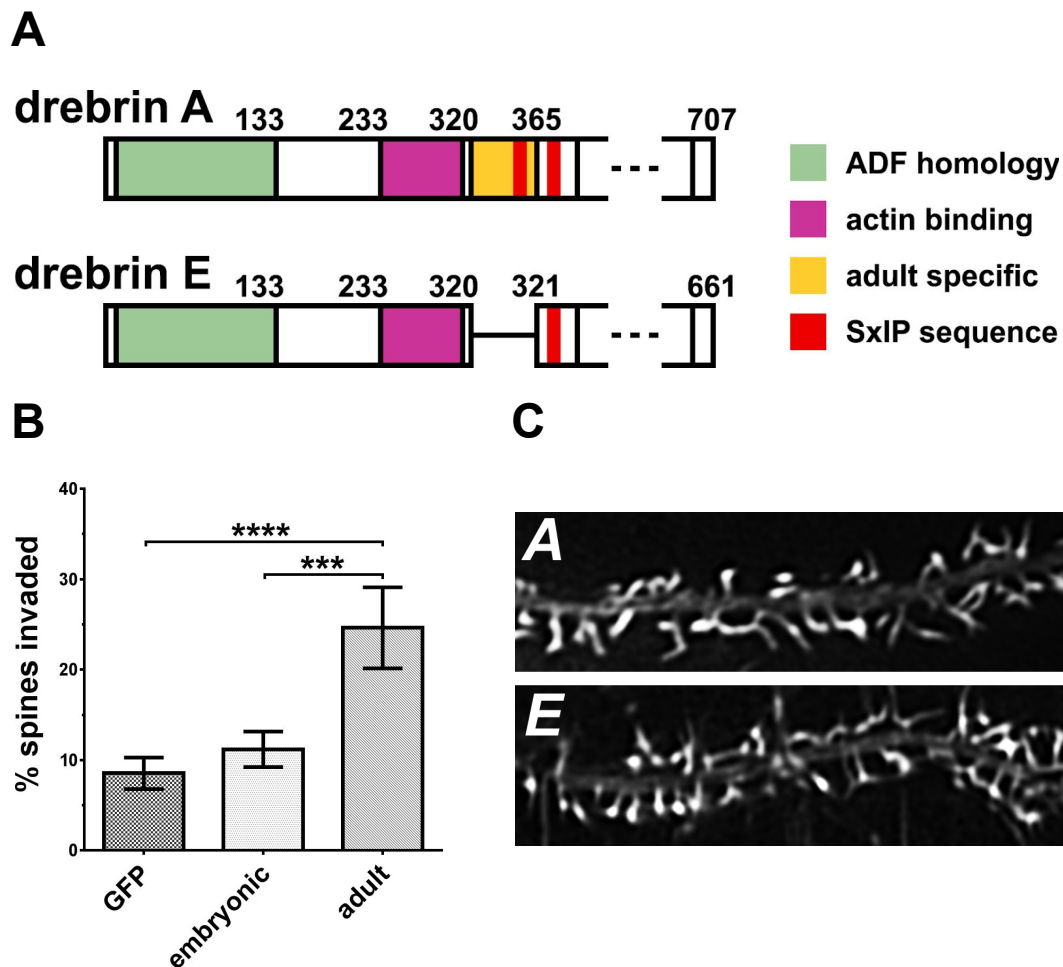 A
drebrin A
133 233 320 365 707
drebrin E
133 233 320 321 661
ADF homology
actin binding
adult specific
SxIP sequence
B
% spines invaded
40
30
20
10
0
****
***
GFP
embryonic
adult
C
A
E